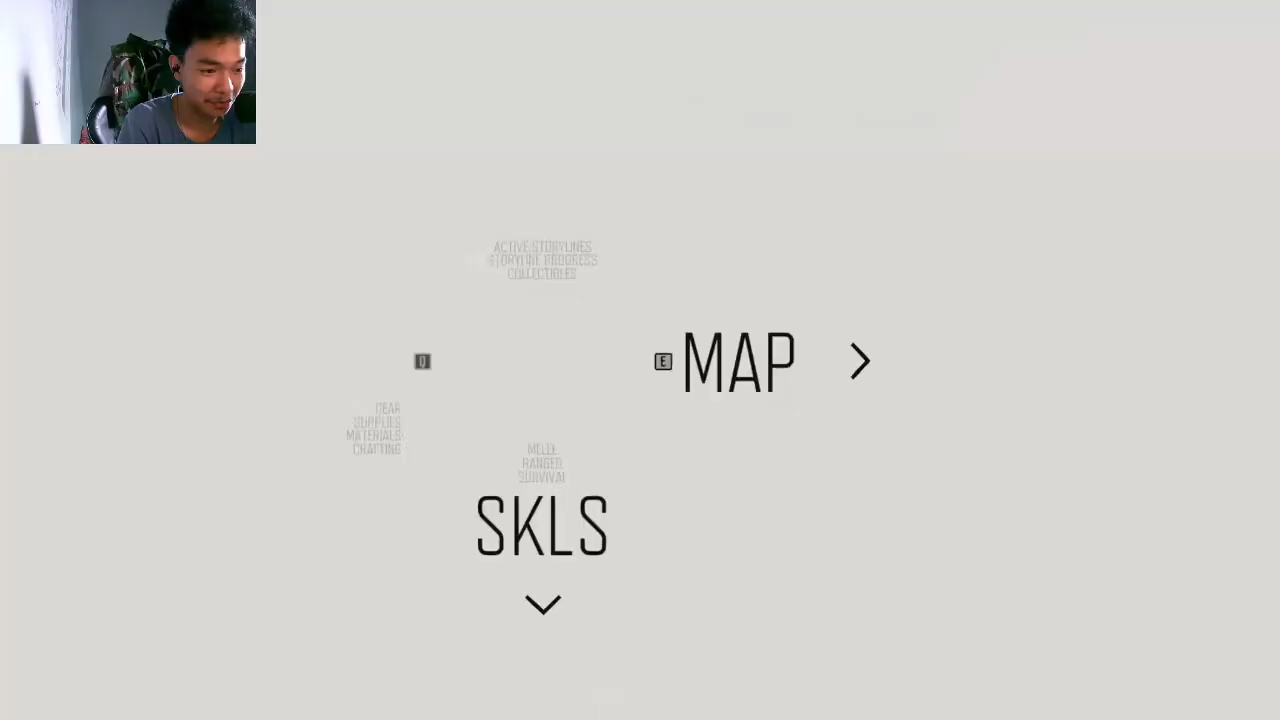 ACTIVE STORYLINES
STORYLINE PROGRESS
COLLECTIBLES
Q
E MAP
GEAR
SUPPLIES
MATERIALS
CRAFTING
MELEE
RANGED
SURVIVAL
SKLS